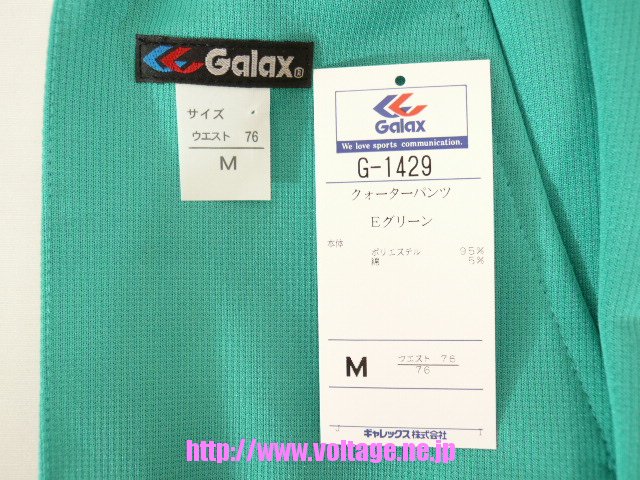 Galax®
サイズ
ウエスト 76
M
Galax
We love sports communication.
G-1429
クォーターパンツ
Eグリーン
本体
ポリエステル 95%
綿 5%
M
ウエスト 76
76
ギャレックス株式会社
http://www.voltage.ne.jp